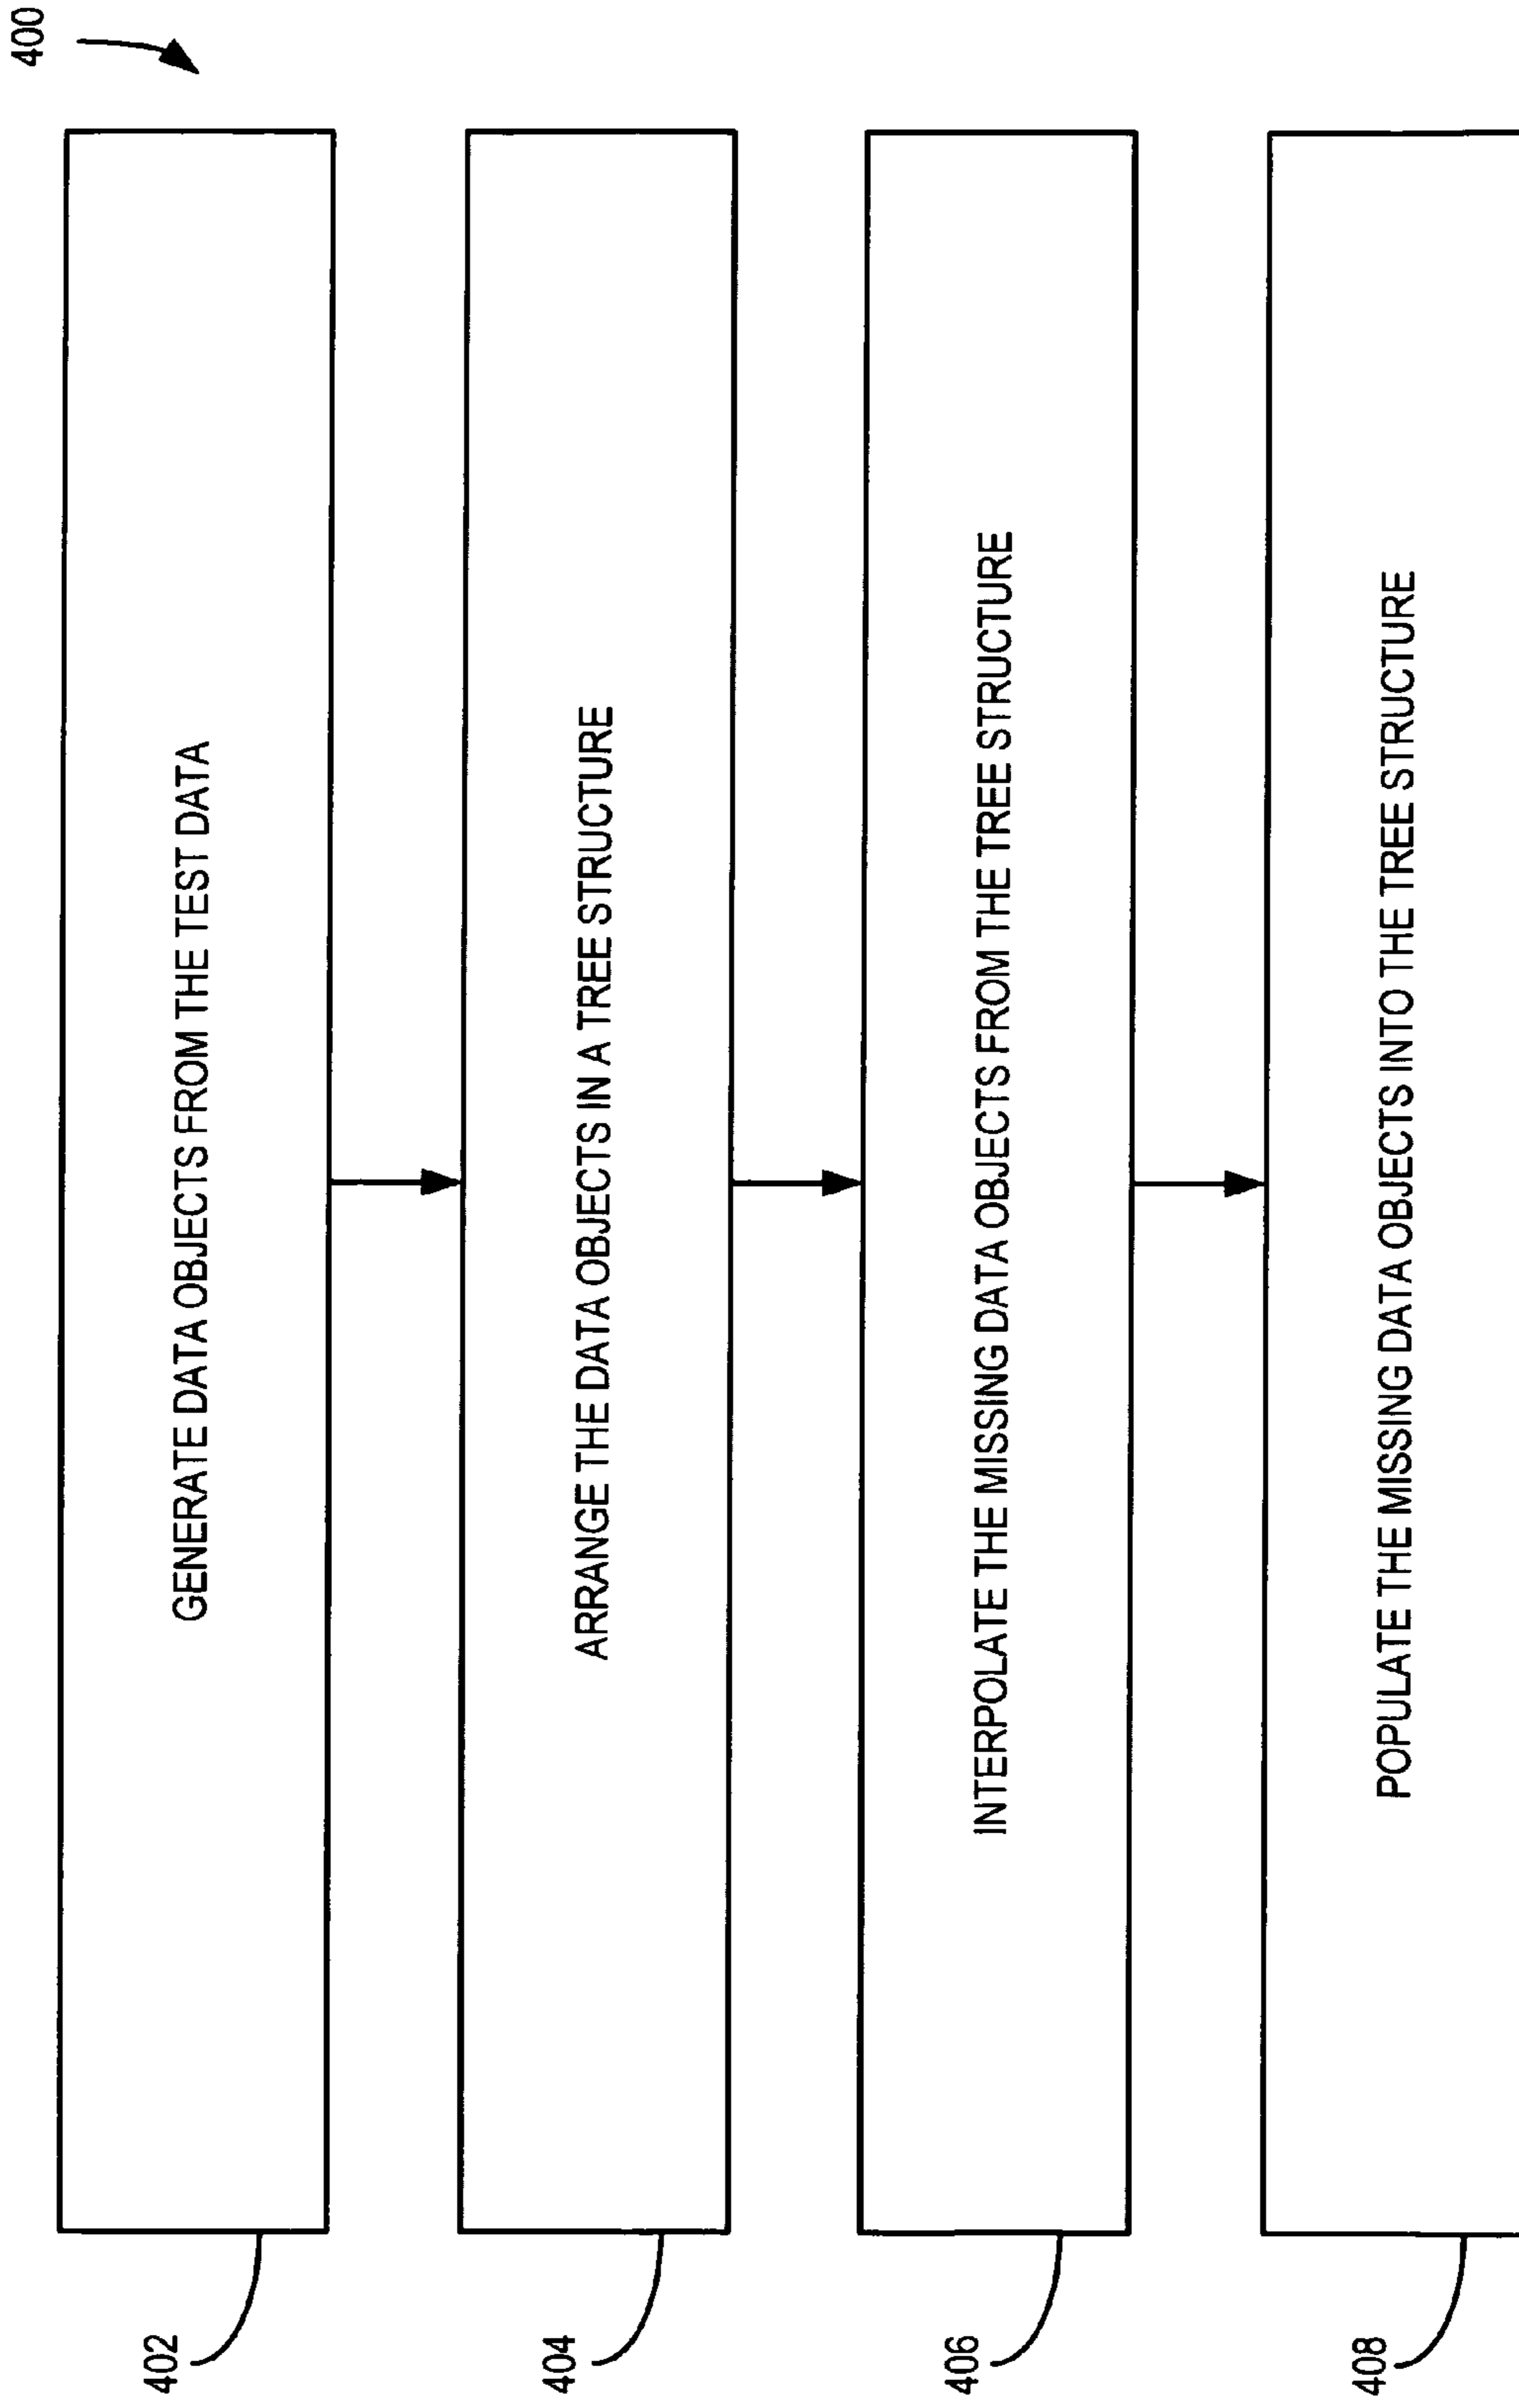 400
402
GENERATE DATA OBJECTS FROM THE TEST DATA
404
ARRANGE THE DATA OBJECTS IN A TREE STRUCTURE
406
INTERPOLATE THE MISSING DATA OBJECTS FROM THE TREE STRUCTURE
408
POPULATE THE MISSING DATA OBJECTS INTO THE TREE STRUCTURE